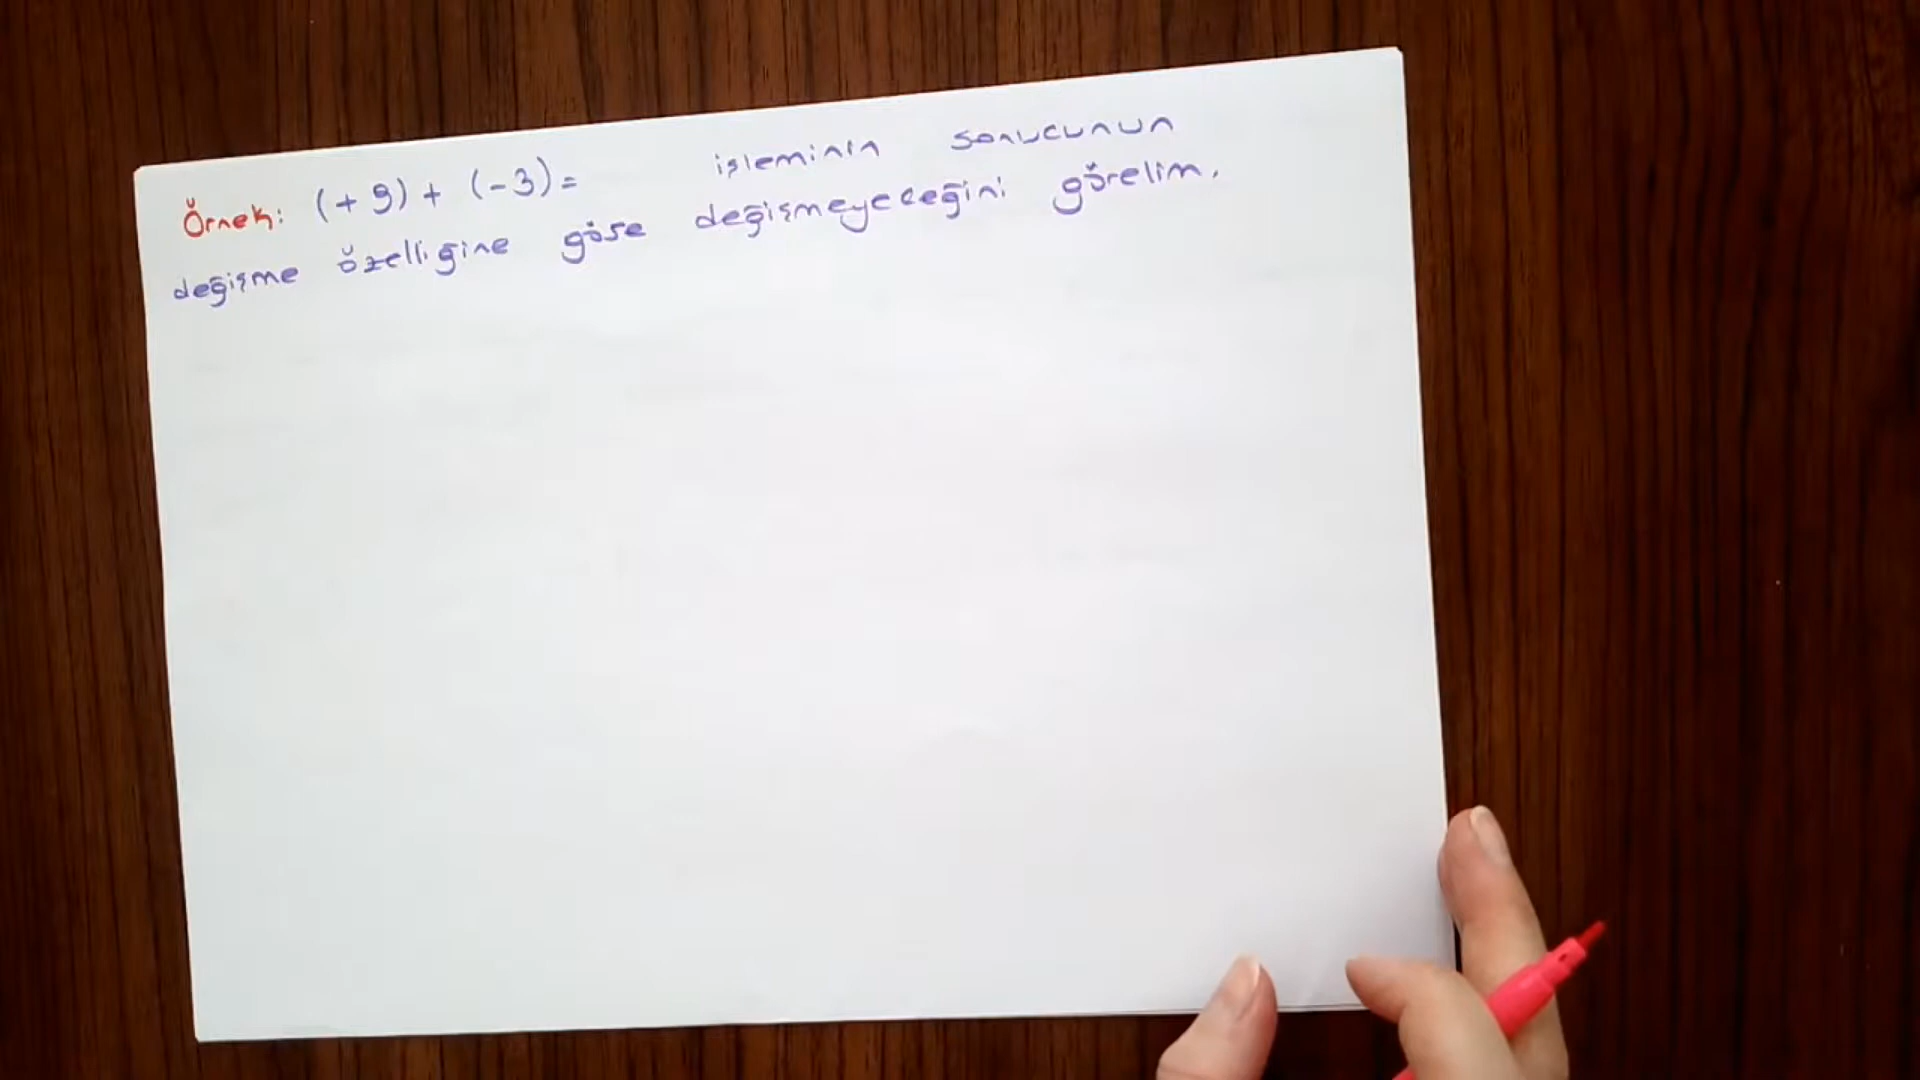 Örnek: (+9) + (-3) = işleminin sonucunun
değişme özelliğine göre değişmeyeceğini görelim.